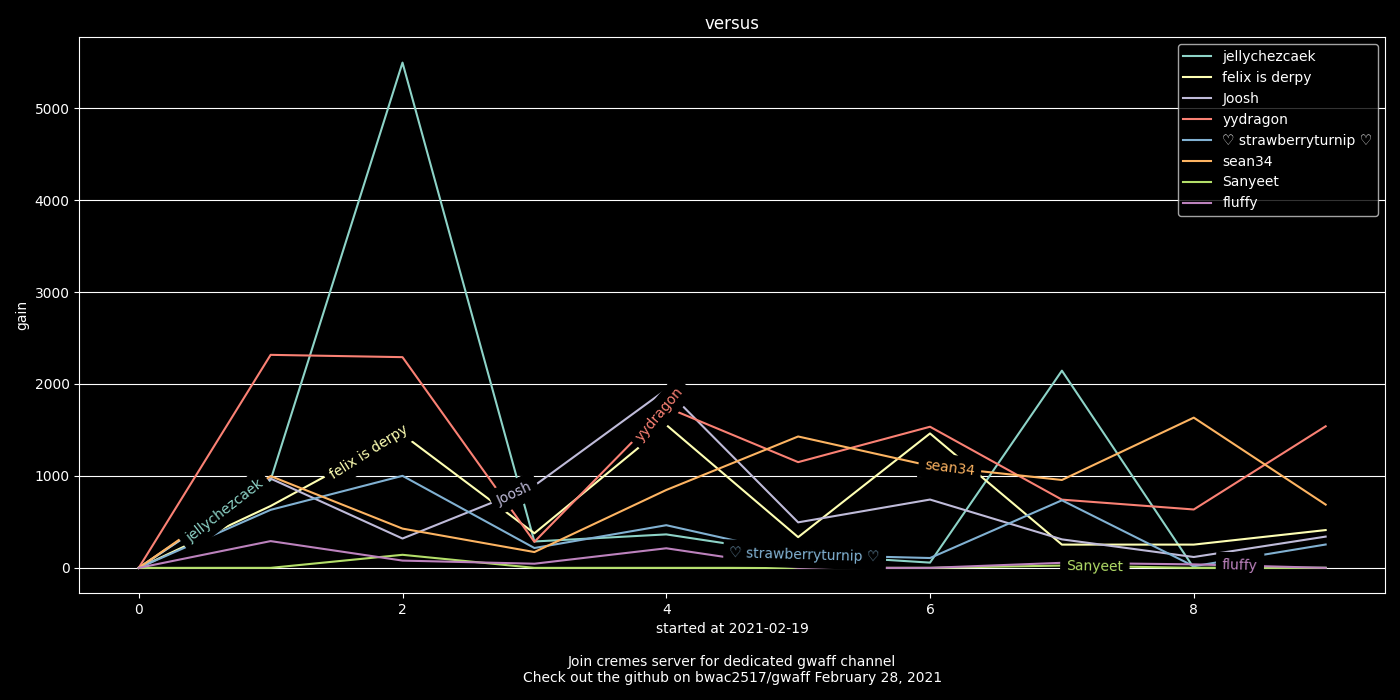 versus
jellychezcaek
felix is derpy
Joosh
yydragon
♡ strawberryturnip ♡
sean34
Sanyeet
fluffy
5000
4000
3000
2000
1000
0
gain
jellychezcaek
felix is derpy
Joosh
yydragon
♡ strawberryturnip ♡
sean34
Sanyeet
fluffy
0 2 4 6 8
started at 2021-02-19
Join cremes server for dedicated gwaff channel
Check out the github on bwac2517/gwaff February 28, 2021